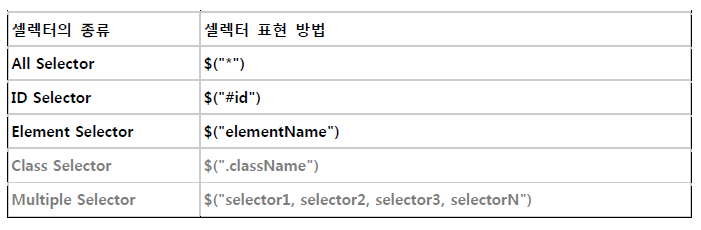 셀렉터의 종류 셀렉터 표현 방법
All Selector $("*")
ID Selector $("#id")
Element Selector $("elementName")
Class Selector $(".className")
Multiple Selector $("selector1, selector2, selector3, selectorN")